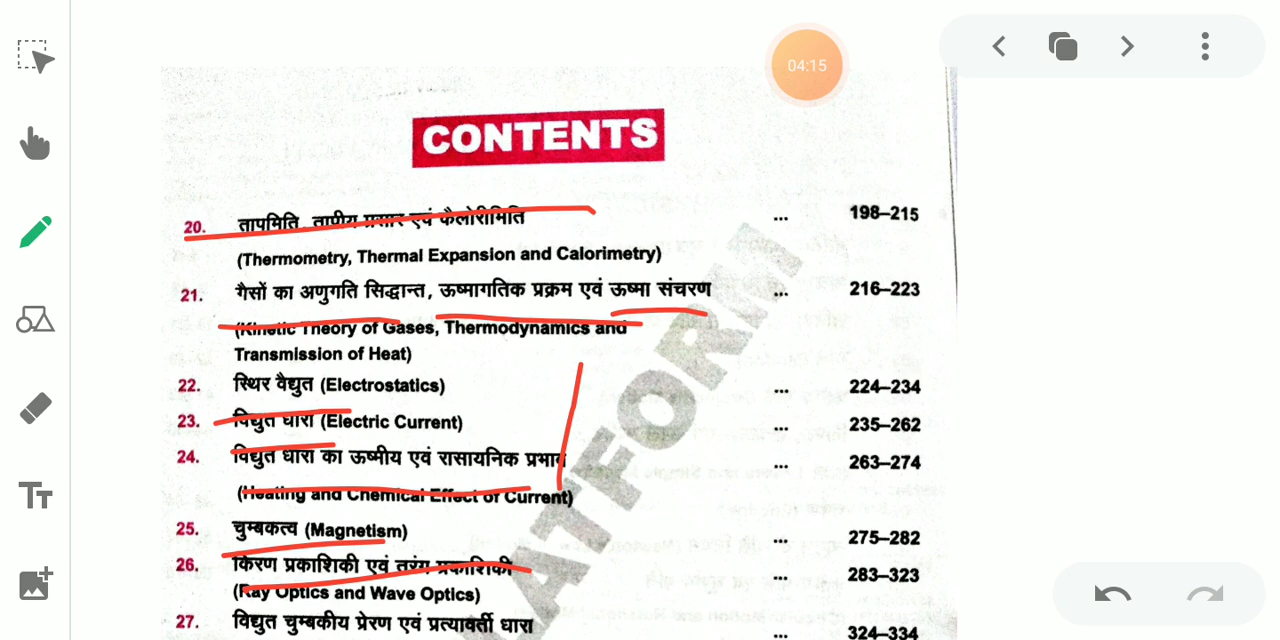 04:15
CONTENTS
20. तापमिति, तापीय प्रसार एवं कैलोरीमिति ... 198–215
(Thermometry, Thermal Expansion and Calorimetry)
21. गैसों का अणुगति सिद्धान्त, ऊष्मागतिक प्रक्रम एवं ऊष्मा संचरण ... 216–223
(Kinetic Theory of Gases, Thermodynamics and
Transmission of Heat)
22. स्थिर वैद्युत (Electrostatics) ... 224–234
23. विद्युत धारा (Electric Current) ... 235–262
24. विद्युत धारा का ऊष्मीय एवं रासायनिक प्रभाव ... 263–274
(Heating and Chemical Effect of Current)
25. चुम्बकत्व (Magnetism) ... 275–282
26. किरण प्रकाशिकी एवं तरंग प्रकाशिकी ... 283–323
(Ray Optics and Wave Optics)
27. विद्युत चुम्बकीय प्रेरण एवं प्रत्यावर्ती धारा ... 324–334
LATFORM
Tт